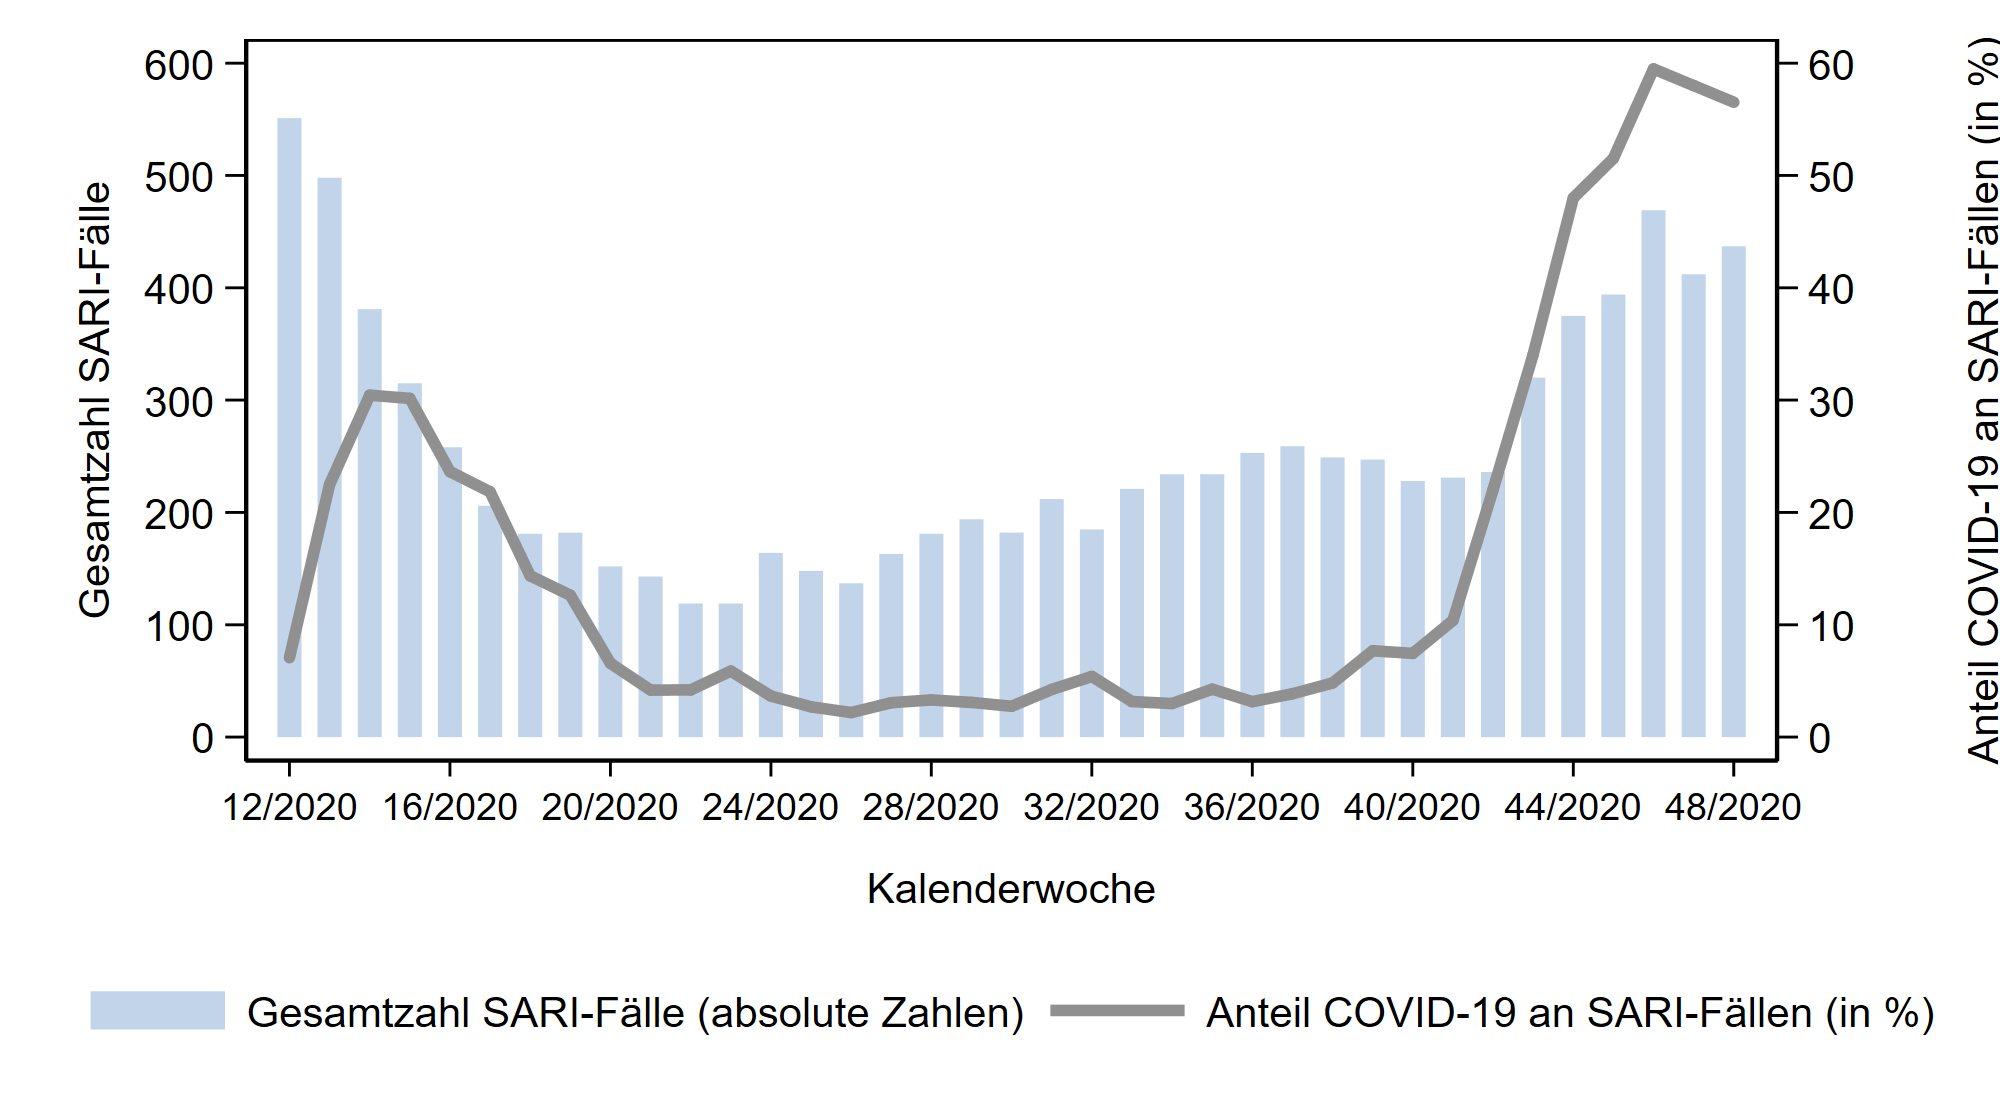 Gesamtzahl SARI-Fälle
600
500
400
300
200
100
0
60
50
40
30
20
10
0
Anteil COVID-19 an SARI-Fällen (in %)
12/2020 16/2020 20/2020 24/2020 28/2020 32/2020 36/2020 40/2020 44/2020 48/2020
Kalenderwoche
Gesamtzahl SARI-Fälle (absolute Zahlen) Anteil COVID-19 an SARI-Fällen (in %)